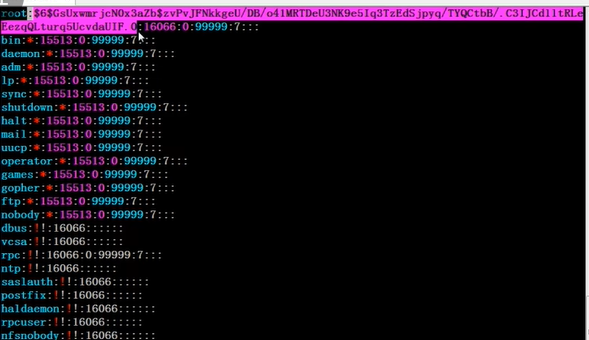 root:$6$GsUxwmrjcNOx3aZb$zvPvJFNkkgeU/DB/o41MRTDeU3NK9e5Iq3TzEdSjpyq/TYQCtbB/.C3IJCdl1tRLe
EezqQLturq5UcvdaUIF.0:16066:0:99999:7:::
bin:*:15513:0:99999:7:::
daemon:*:15513:0:99999:7:::
adm:*:15513:0:99999:7:::
lp:*:15513:0:99999:7:::
sync:*:15513:0:99999:7:::
shutdown:*:15513:0:99999:7:::
halt:*:15513:0:99999:7:::
mail:*:15513:0:99999:7:::
uucp:*:15513:0:99999:7:::
operator:*:15513:0:99999:7:::
games:*:15513:0:99999:7:::
gopher:*:15513:0:99999:7:::
ftp:*:15513:0:99999:7:::
nobody:*:15513:0:99999:7:::
dbus:!!:16066::::::
vcsa:!!:16066::::::
rpc:!!:16066:0:99999:7:::
ntp:!!:16066::::::
saslauth:!!:16066::::::
postfix:!!:16066::::::
haldaemon:!!:16066::::::
rpcuser:!!:16066::::::
nfsnobody:!!:16066::::::